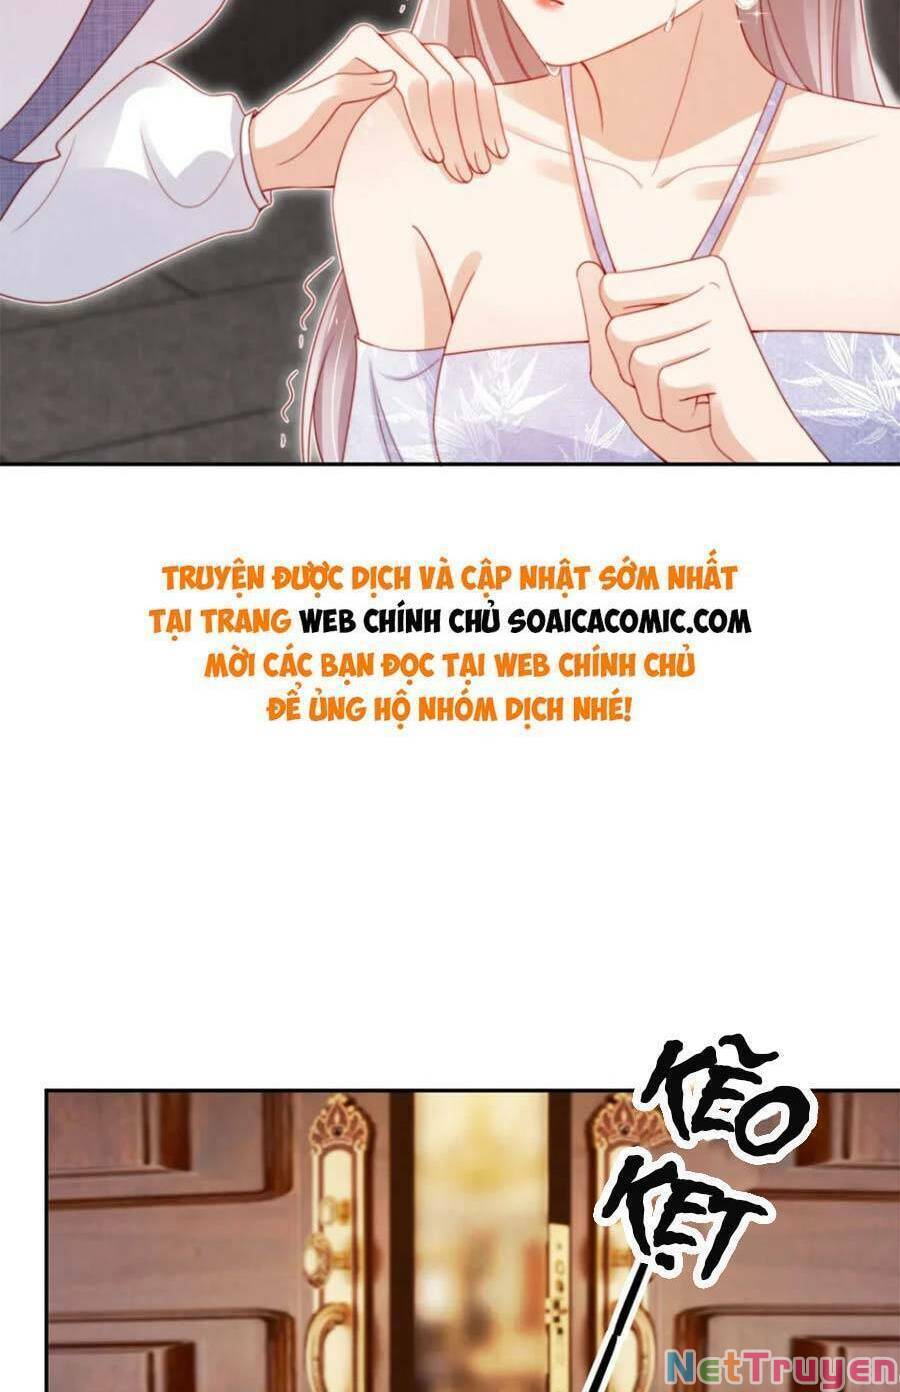 TRUYỆN ĐƯỢC DỊCH VÀ CẬP NHẬT SỚM NHẤT
TẠI TRANG WEB CHÍNH CHỦ SOAICACOMIC.COM
MỜI CÁC BẠN ĐỌC TẠI WEB CHÍNH CHỦ
ĐỂ ỦNG HỘ NHÓM DỊCH NHÉ!
KÈO
KẸT
NetTruyen